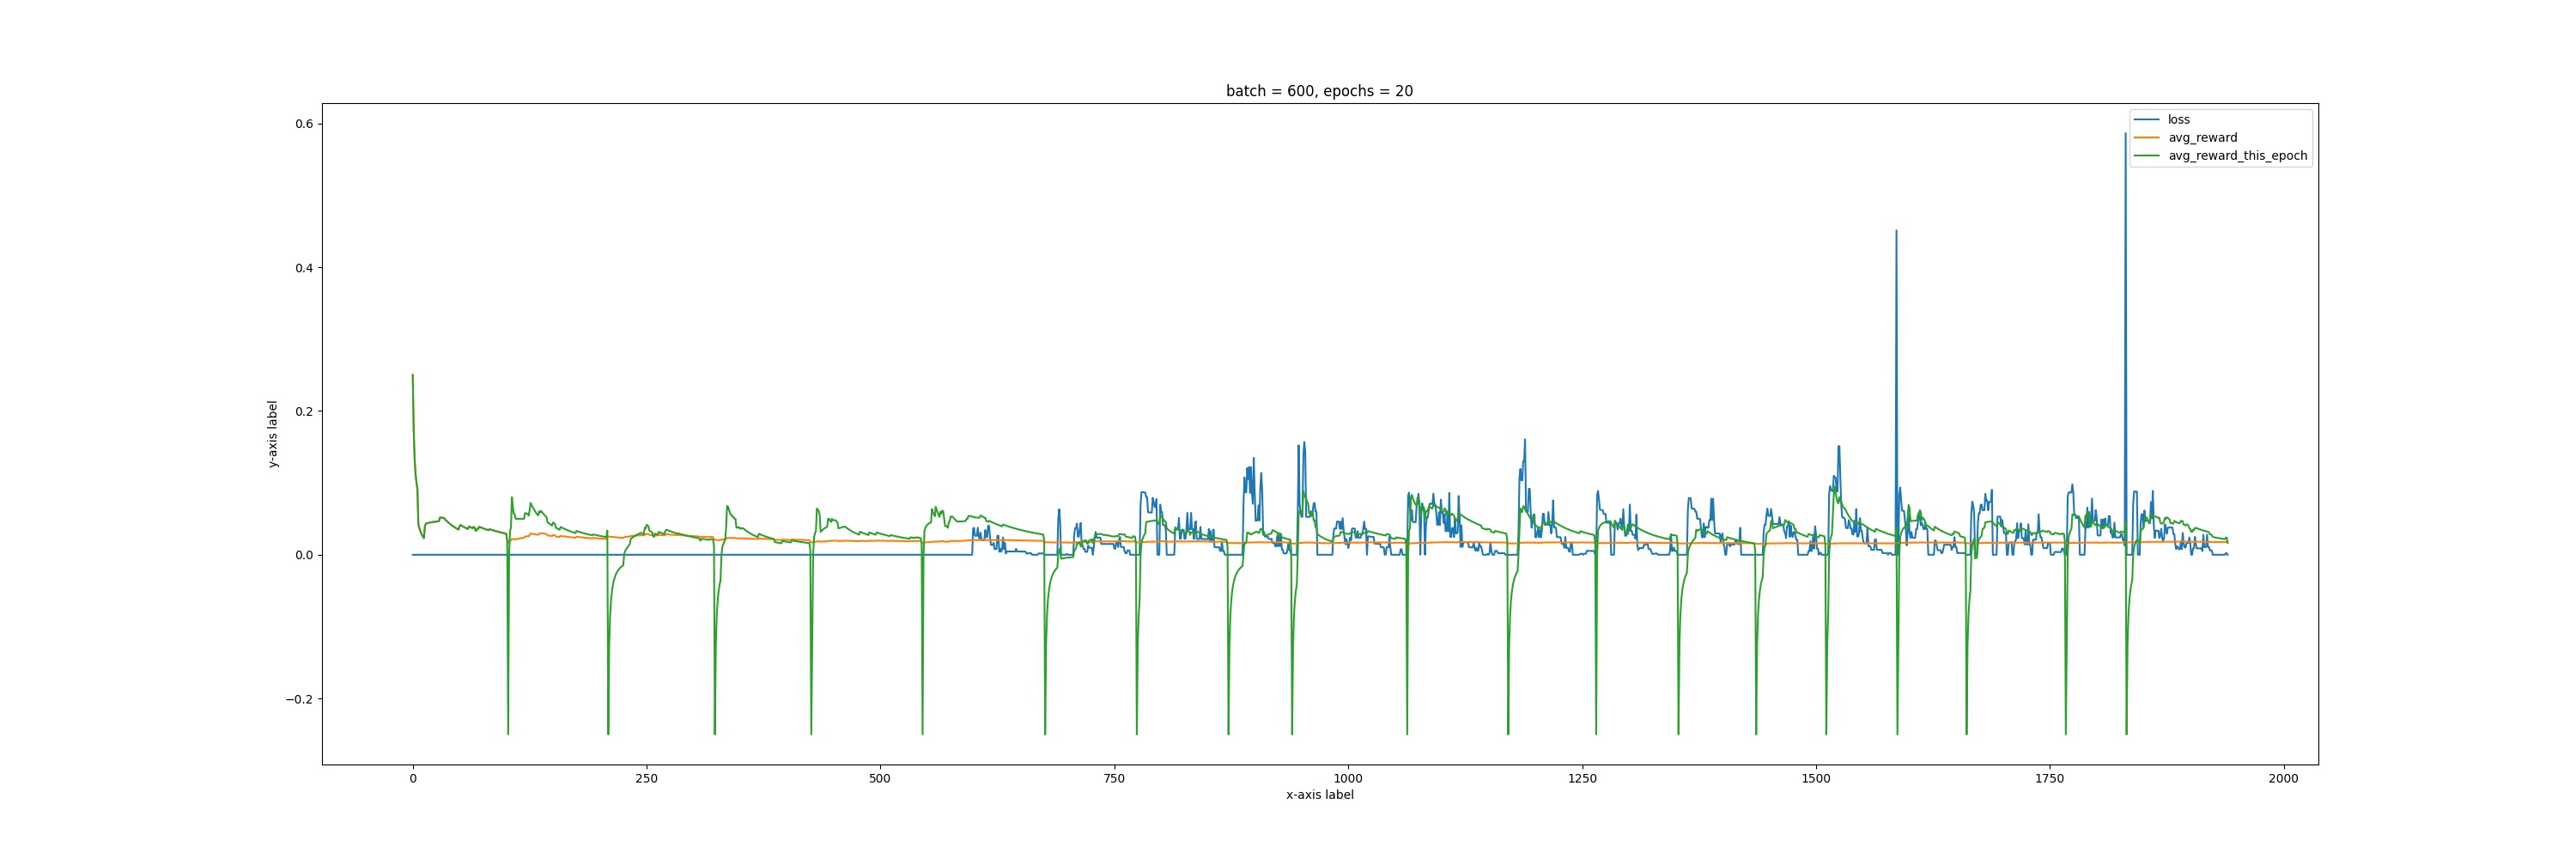 batch = 600, epochs = 20
loss
avg_reward
avg_reward_this_epoch
0.6
0.4
0.2
0.0
−0.2
y-axis label
0 250 500 750 1000 1250 1500 1750 2000
x-axis label